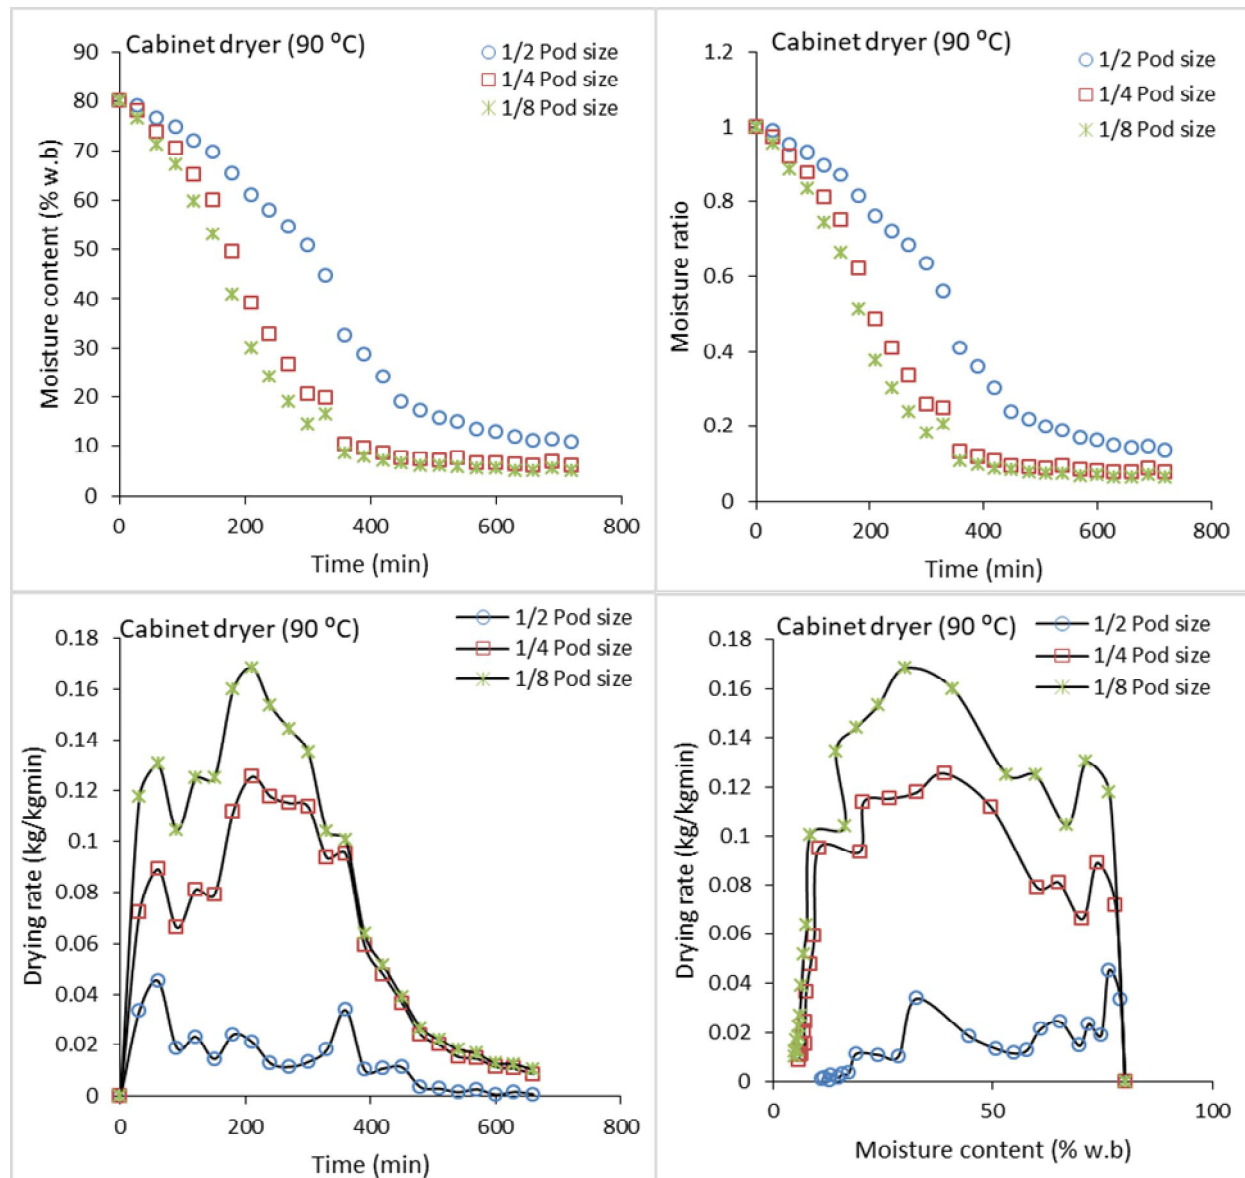 Cabinet dryer (90 °C)
1/2 Pod size
1/4 Pod size
1/8 Pod size
90
80
70
60
50
40
30
20
10
0
Moisture content (% w.b)
0 200 400 600 800
Time (min)
Cabinet dryer (90 °C)
1/2 Pod size
1/4 Pod size
1/8 Pod size
1.2
1
0.8
0.6
0.4
0.2
0
Moisture ratio
0 200 400 600 800
Time (min)
Cabinet dryer (90 °C)
1/2 Pod size
1/4 Pod size
1/8 Pod size
0.18
0.16
0.14
0.12
0.1
0.08
0.06
0.04
0.02
0
Drying rate (kg/kgmin)
0 200 400 600 800
Time (min)
Cabinet dryer (90 °C)
1/2 Pod size
1/4 Pod size
1/8 Pod size
0.18
0.16
0.14
0.12
0.1
0.08
0.06
0.04
0.02
0
Drying rate (kg/kgmin)
0 50 100
Moisture content (% w.b)